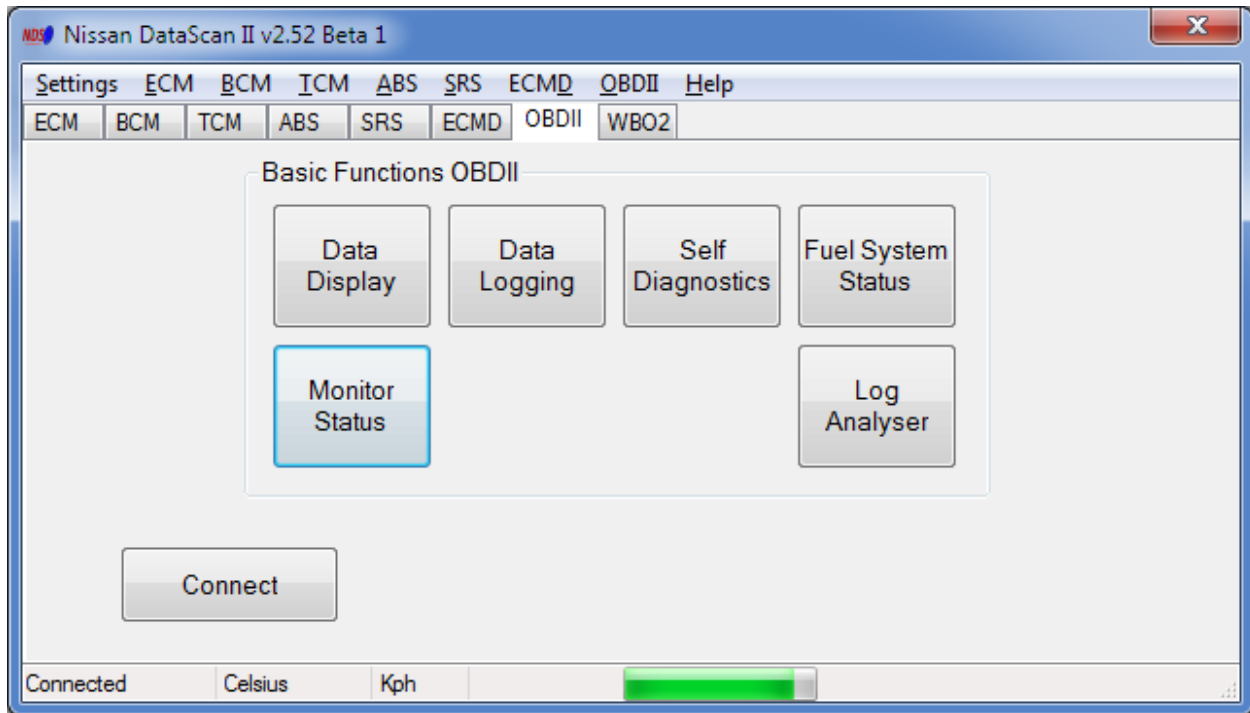 NDS Nissan DataScan II v2.52 Beta 1
Settings ECM BCM TCM ABS SRS ECMD OBDII Help
ECM BCM TCM ABS SRS ECMD OBDII WBO2
Basic Functions OBDII
Data Display
Data Logging
Self Diagnostics
Fuel System Status
Monitor Status
Log Analyser
Connect
Connected Celsius Kph